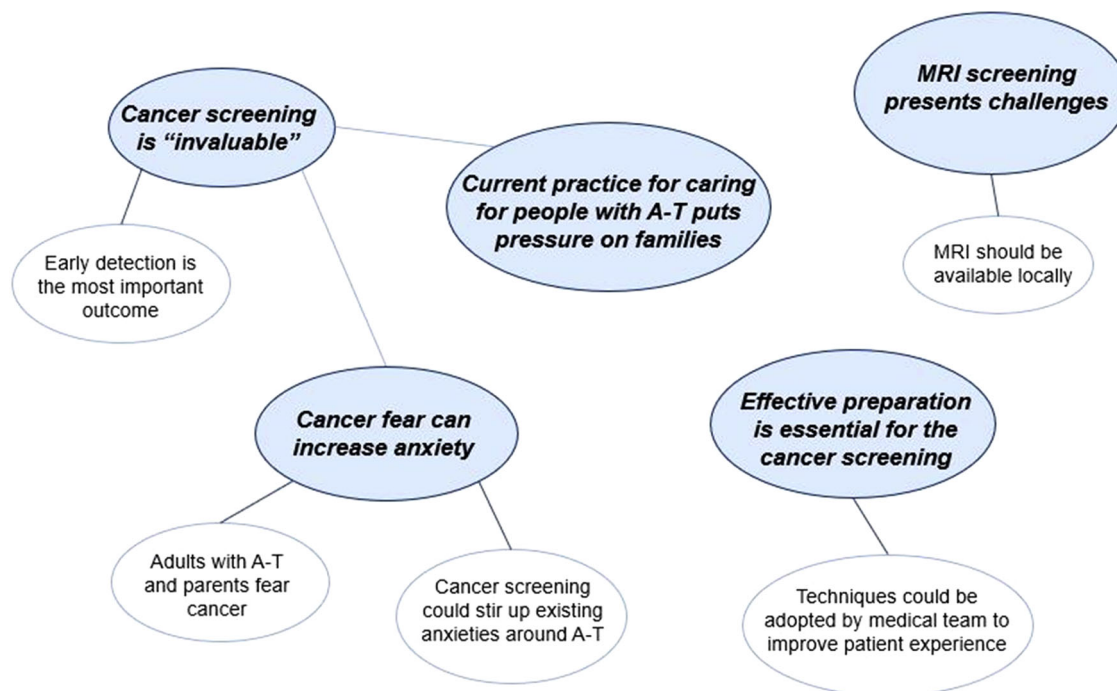 Cancer screening
is “invaluable”
MRI screening
presents challenges
Current practice for caring
for people with A-T puts
pressure on families
Early detection is
the most important
outcome
MRI should be
available locally
Cancer fear can
increase anxiety
Effective preparation
is essential for the
cancer screening
Adults with A-T
and parents fear
cancer
Cancer screening
could stir up existing
anxieties around A-T
Techniques could be
adopted by medical team to
improve patient experience